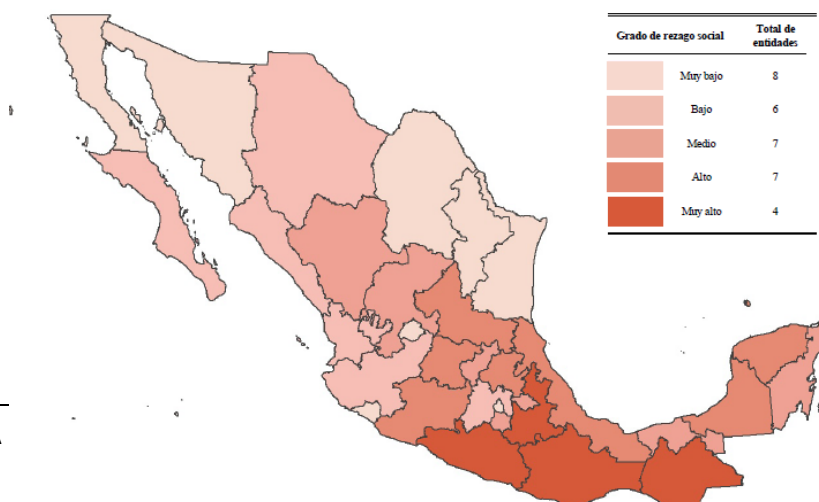 Grado de rezago social Total de entidades
Muy bajo 8
Bajo 6
Medio 7
Alto 7
Muy alto 4